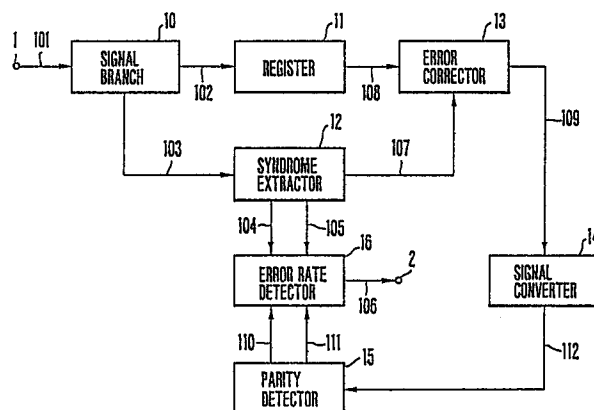 10
11
13
1
101
SIGNAL
BRANCH
102
REGISTER
108
ERROR
CORRECTOR
12
109
103
SYNDROME
EXTRACTOR
107
104
105
16
14
ERROR RATE
DETECTOR
2
106
SIGNAL
CONVERTER
110
111
15
112
PARITY
DETECTOR